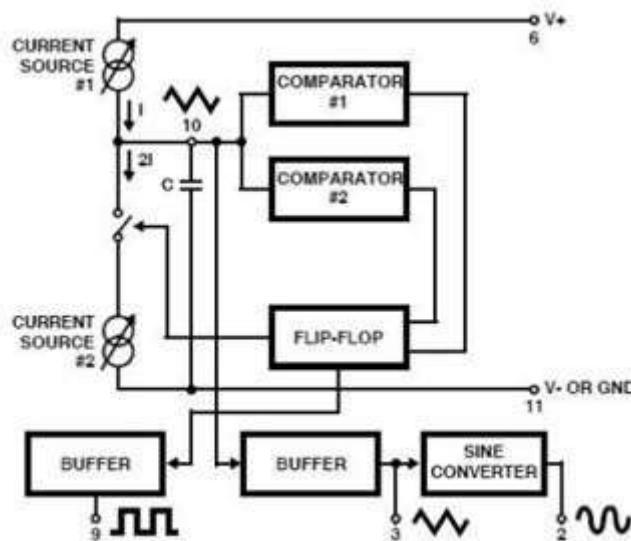 CURRENT
SOURCE
#1
I
2I
10
C
COMPARATOR
#1
COMPARATOR
#2
V+
6
CURRENT
SOURCE
#2
FLIP-FLOP
V- OR GND
11
BUFFER
BUFFER
SINE
CONVERTER
9
3
2